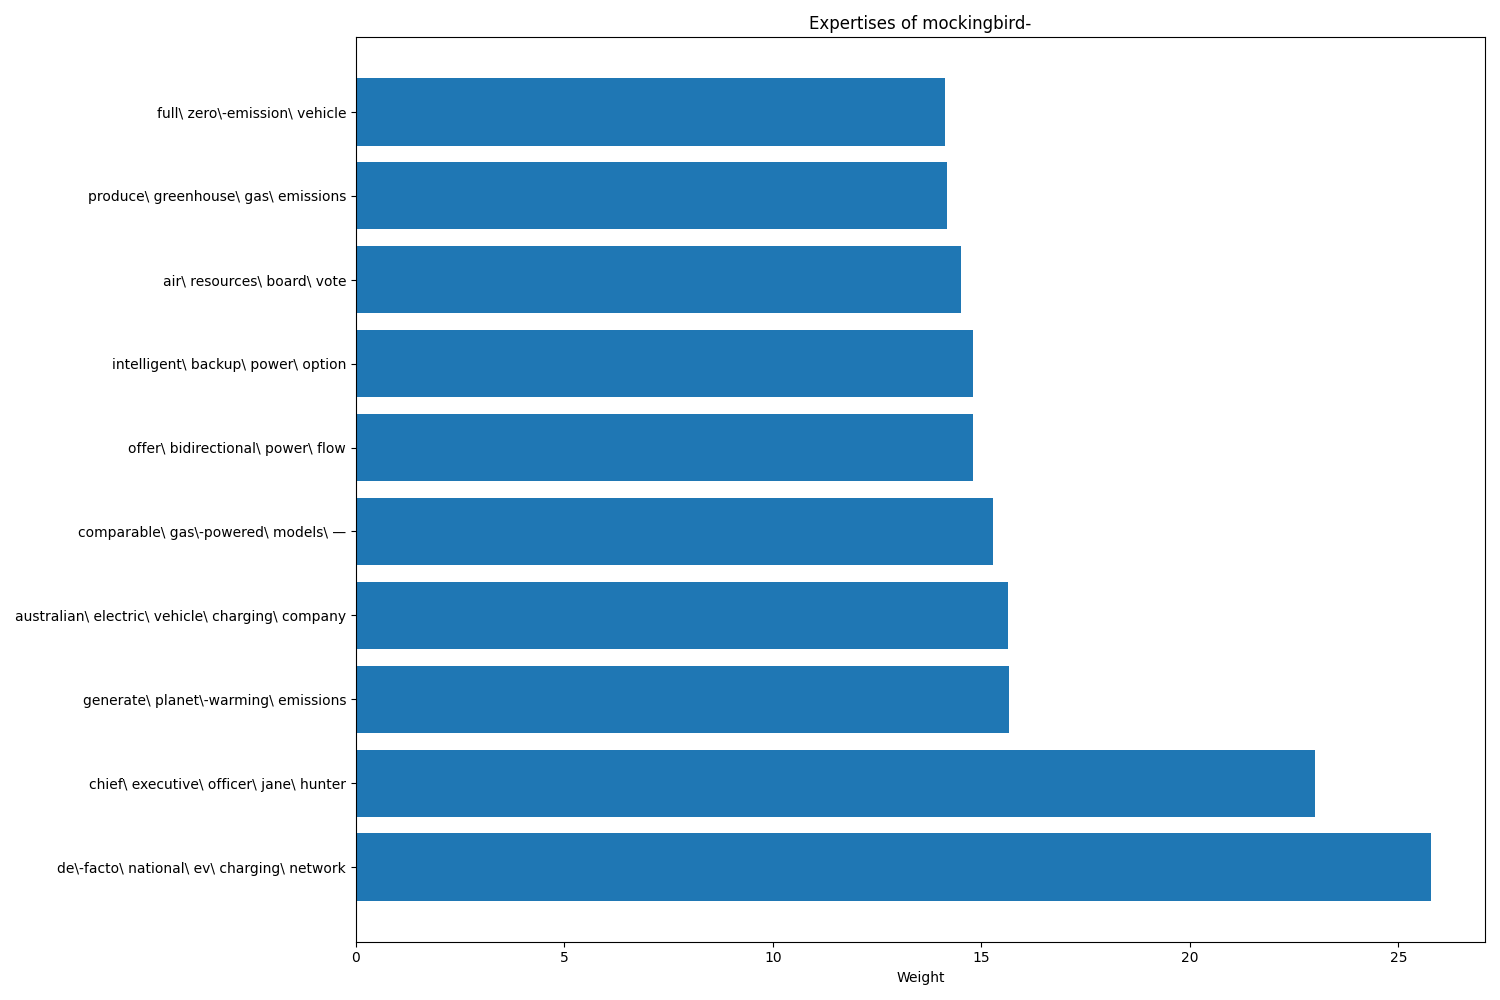 Expertises of mockingbird-
full\ zero\-emission\ vehicle
produce\ greenhouse\ gas\ emissions
air\ resources\ board\ vote
intelligent\ backup\ power\ option
offer\ bidirectional\ power\ flow
comparable\ gas\-powered\ models\ —
australian\ electric\ vehicle\ charging\ company
generate\ planet\-warming\ emissions
chief\ executive\ officer\ jane\ hunter
de\-facto\ national\ ev\ charging\ network
0 5 10 15 20 25
Weight